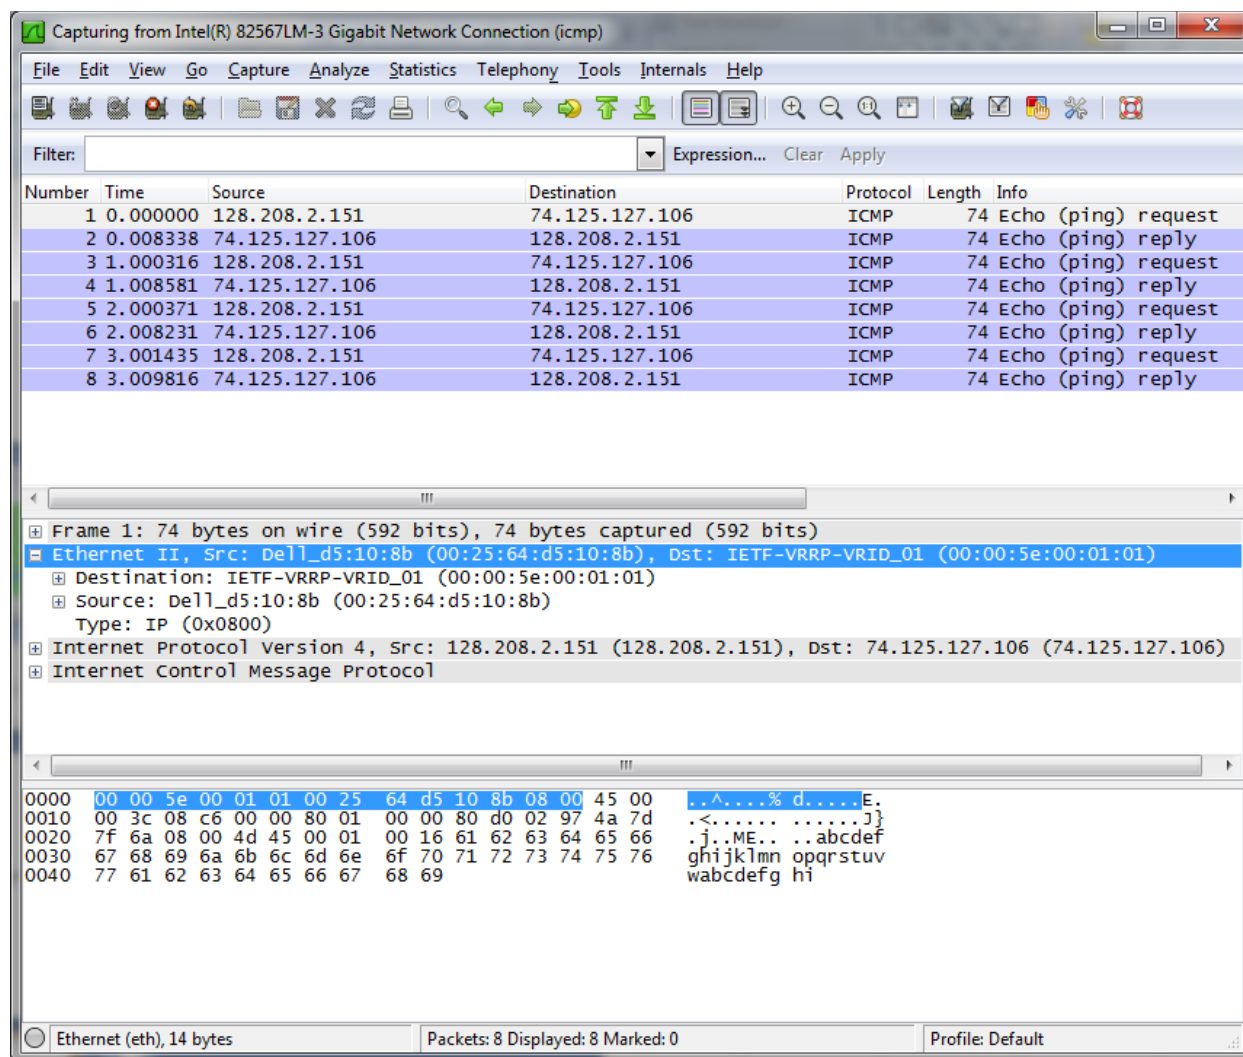 Capturing from Intel(R) 82567LM-3 Gigabit Network Connection (icmp)
File Edit View Go Capture Analyze Statistics Telephony Tools Internals Help
Filter: Expression... Clear Apply
Number Time Source Destination Protocol Length Info
1 0.000000 128.208.2.151 74.125.127.106 ICMP 74 Echo (ping) request
2 0.008338 74.125.127.106 128.208.2.151 ICMP 74 Echo (ping) reply
3 1.000316 128.208.2.151 74.125.127.106 ICMP 74 Echo (ping) request
4 1.008581 74.125.127.106 128.208.2.151 ICMP 74 Echo (ping) reply
5 2.000371 128.208.2.151 74.125.127.106 ICMP 74 Echo (ping) request
6 2.008231 74.125.127.106 128.208.2.151 ICMP 74 Echo (ping) reply
7 3.001435 128.208.2.151 74.125.127.106 ICMP 74 Echo (ping) request
8 3.009816 74.125.127.106 128.208.2.151 ICMP 74 Echo (ping) reply
Frame 1: 74 bytes on wire (592 bits), 74 bytes captured (592 bits)
Ethernet II, Src: Dell_d5:10:8b (00:25:64:d5:10:8b), Dst: IETF-VRRP-VRID_01 (00:00:5e:00:01:01)
Destination: IETF-VRRP-VRID_01 (00:00:5e:00:01:01)
Source: Dell_d5:10:8b (00:25:64:d5:10:8b)
Type: IP (0x0800)
Internet Protocol Version 4, Src: 128.208.2.151 (128.208.2.151), Dst: 74.125.127.106 (74.125.127.106)
Internet Control Message Protocol
0000 00 00 5e 00 01 01 00 25 64 d5 10 8b 08 00 45 00 ..^....% d.....E.
0010 00 3c 08 c6 00 00 80 01 00 00 80 d0 02 97 4a 7d .<...... ......J}
0020 7f 6a 08 00 4d 45 00 01 00 16 61 62 63 64 65 66 .j..ME.. ..abcdef
0030 67 68 69 6a 6b 6c 6d 6e 6f 70 71 72 73 74 75 76 ghijklmn opqrstuv
0040 77 61 62 63 64 65 66 67 68 69 wabcdefg hi
Ethernet (eth), 14 bytes Packets: 8 Displayed: 8 Marked: 0 Profile: Default